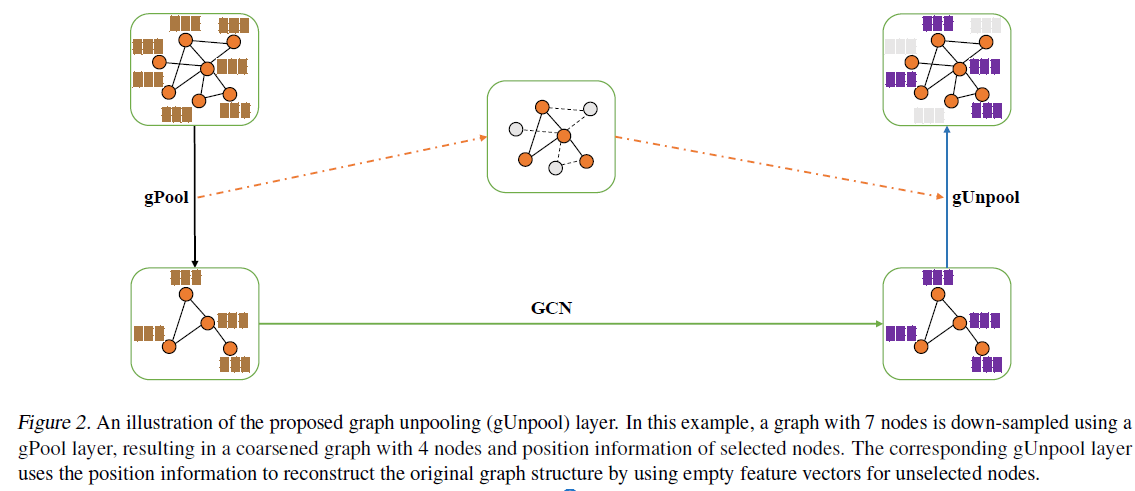 gPool
gUnpool
GCN
Figure 2. An illustration of the proposed graph unpooling (gUnpool) layer. In this example, a graph with 7 nodes is down-sampled using a
gPool layer, resulting in a coarsened graph with 4 nodes and position information of selected nodes. The corresponding gUnpool layer
uses the position information to reconstruct the original graph structure by using empty feature vectors for unselected nodes.